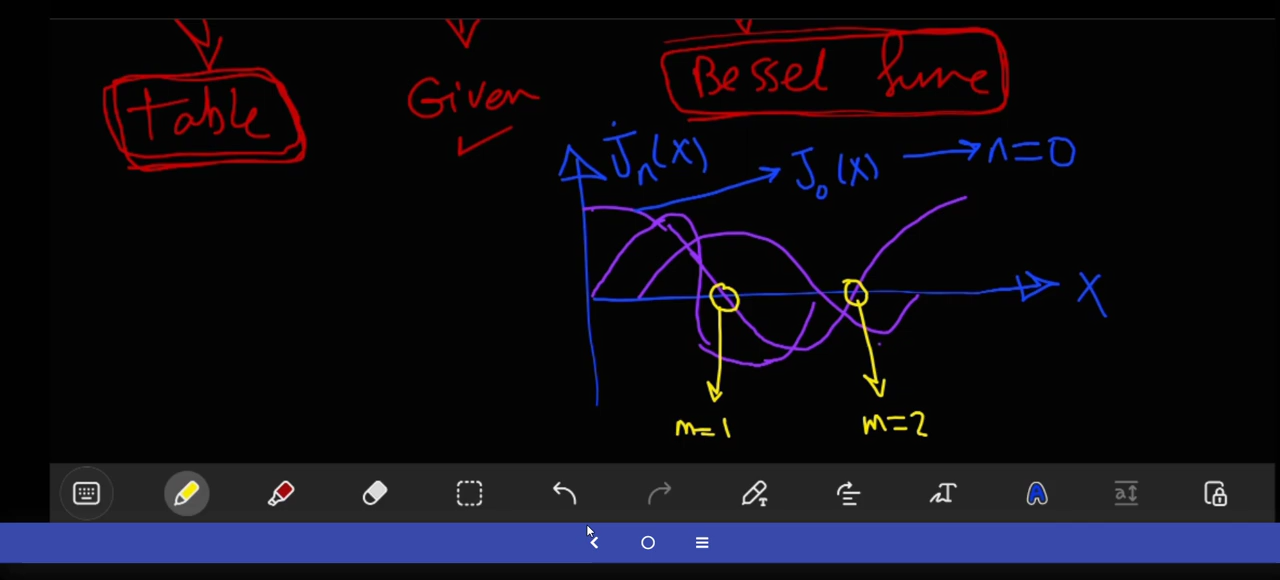 Table
Given
Bessel func
Jn(x)
J0(x) → n=0
X
m=1
m=2